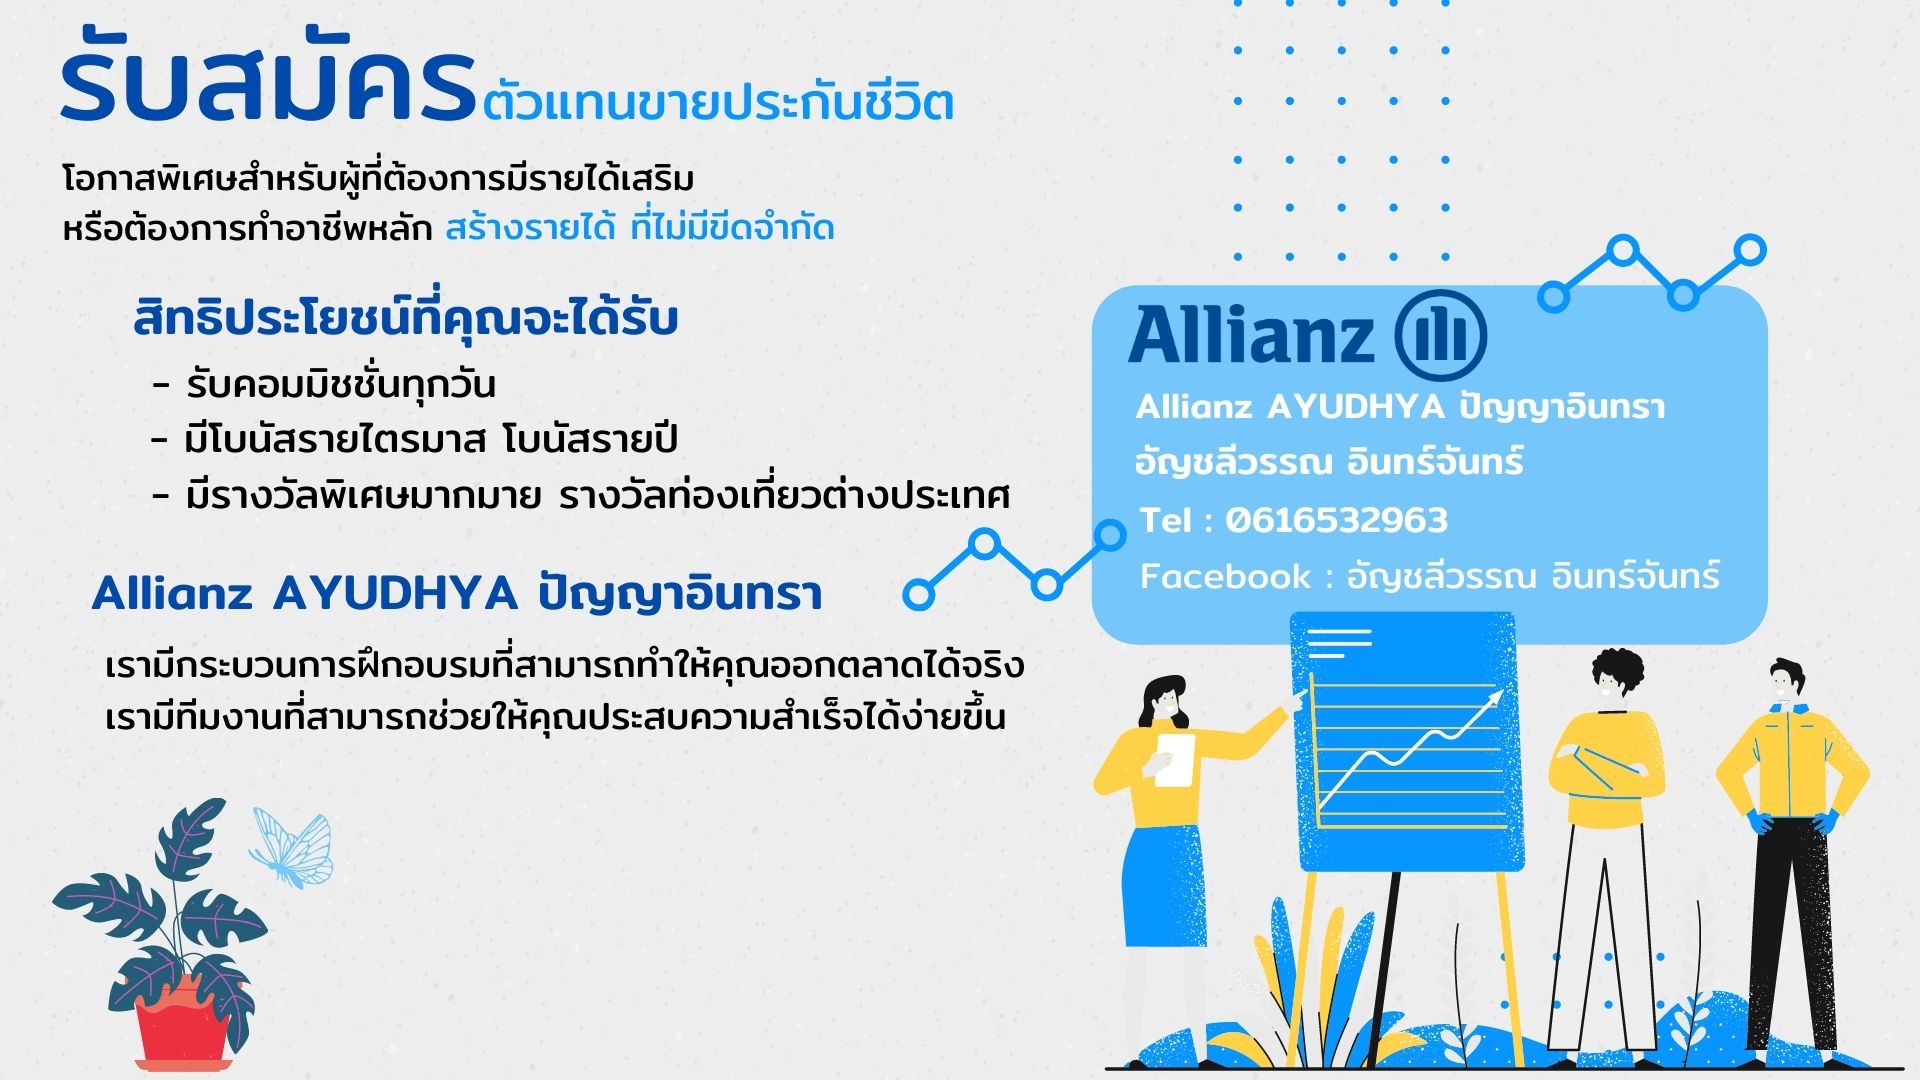 รับสมัครตัวแทนขายประกันชีวิต
โอกาสพิเศษสำหรับผู้ที่ต้องการมีรายได้เสริม
หรือต้องการทำอาชีพหลัก สร้างรายได้ ที่ไม่มีขีดจำกัด
สิทธิประโยชน์ที่คุณจะได้รับ
- รับคอมมิชชั่นทุกวัน
- มีโบนัสรายไตรมาส โบนัสรายปี
- มีรางวัลพิเศษมากมาย รางวัลท่องเที่ยวต่างประเทศ
Allianz AYUDHYA ปัญญาอินทรา
เรามีกระบวนการฝึกอบรมที่สามารถทำให้คุณออกตลาดได้จริง
เรามีทีมงานที่สามารถช่วยให้คุณประสบความสำเร็จได้ง่ายขึ้น
Allianz
Allianz AYUDHYA ปัญญาอินทรา
อัญชลีวรรณ อินทร์จันทร์
Tel : 0616532963
Facebook : อัญชลีวรรณ อินทร์จันทร์